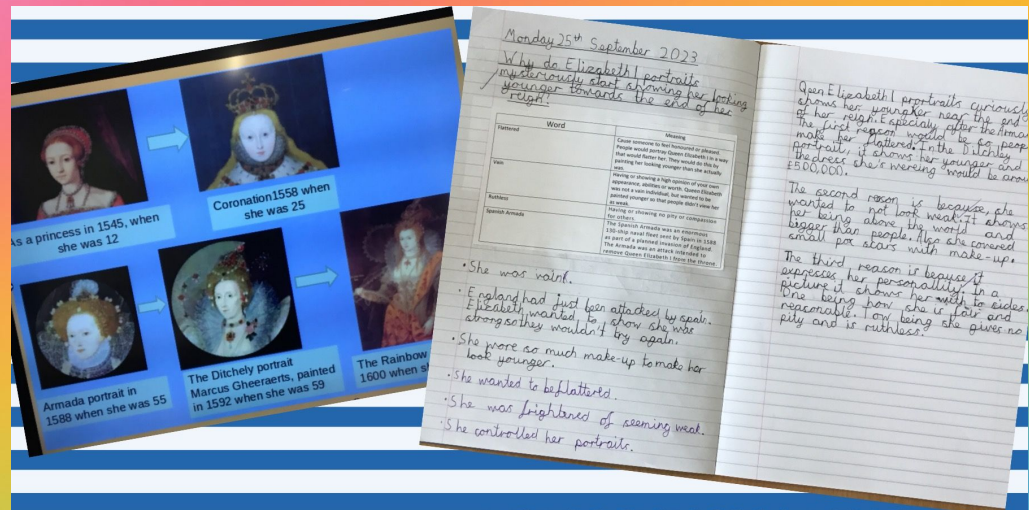 As a princess in 1545, when
she was 12
Coronation1558 when
she was 25
Armada portrait in
1588 when she was 55
The Ditchely portrait
Marcus Gheeraerts, painted
in 1592 when she was 59
The Rainbow
1600 when s
Monday 25th September 2023
Why do Elizabeth I portraits
mysteriously start showing her looking
younger towards the end of her
reign?
Word
Meaning
Flattered
Cause someone to feel honoured or pleased.
People would portray Queen Elizabeth I in a way
that would flatter her. They would do this by
painting her looking younger than she actually
was.
Vain
Having or showing a high opinion of your own
appearance, abilities or worth. Queen Elizabeth
was not a vain individual, but wanted to be
painted younger so that people didn't view her
as weak.
Ruthless
Having or showing no pity or compassion
for others.
Spanish Armada
The Spanish Armada was an enormous
130-ship naval fleet sent by Spain in 1588
as part of a planned invasion of England.
The Armada was an attack intended to
remove Queen Elizabeth I from the throne.
• She was
• England had just been attacked by
Elizabeth wanted to show she was
strong so they wouldn't try again.
• She wore so much make-up to make her
look younger.
• She wanted to be flattered.
• She was frightened of seeming weak.
• She controlled her portraits.
Qeen Elizabeth I prortraits curiously
shows her youngker near the end
of her reigh. Especialy after the Armad
The first reason would be so peop
make her flattered. In the Ditchley
portrait, it shows her younger and
the dress she's wereing would be arou
£500,000.
The second reson is because, she
wanted to not look weak. It shows
her being above the world and
bigger than people. Also she covered
small pox scars with make-up.
The third reason is beause it
expresses her personallity. In a
picture it shows her with to eides.
One being how she is fair and
reasonable. being she gives no
pity and is ruthless.